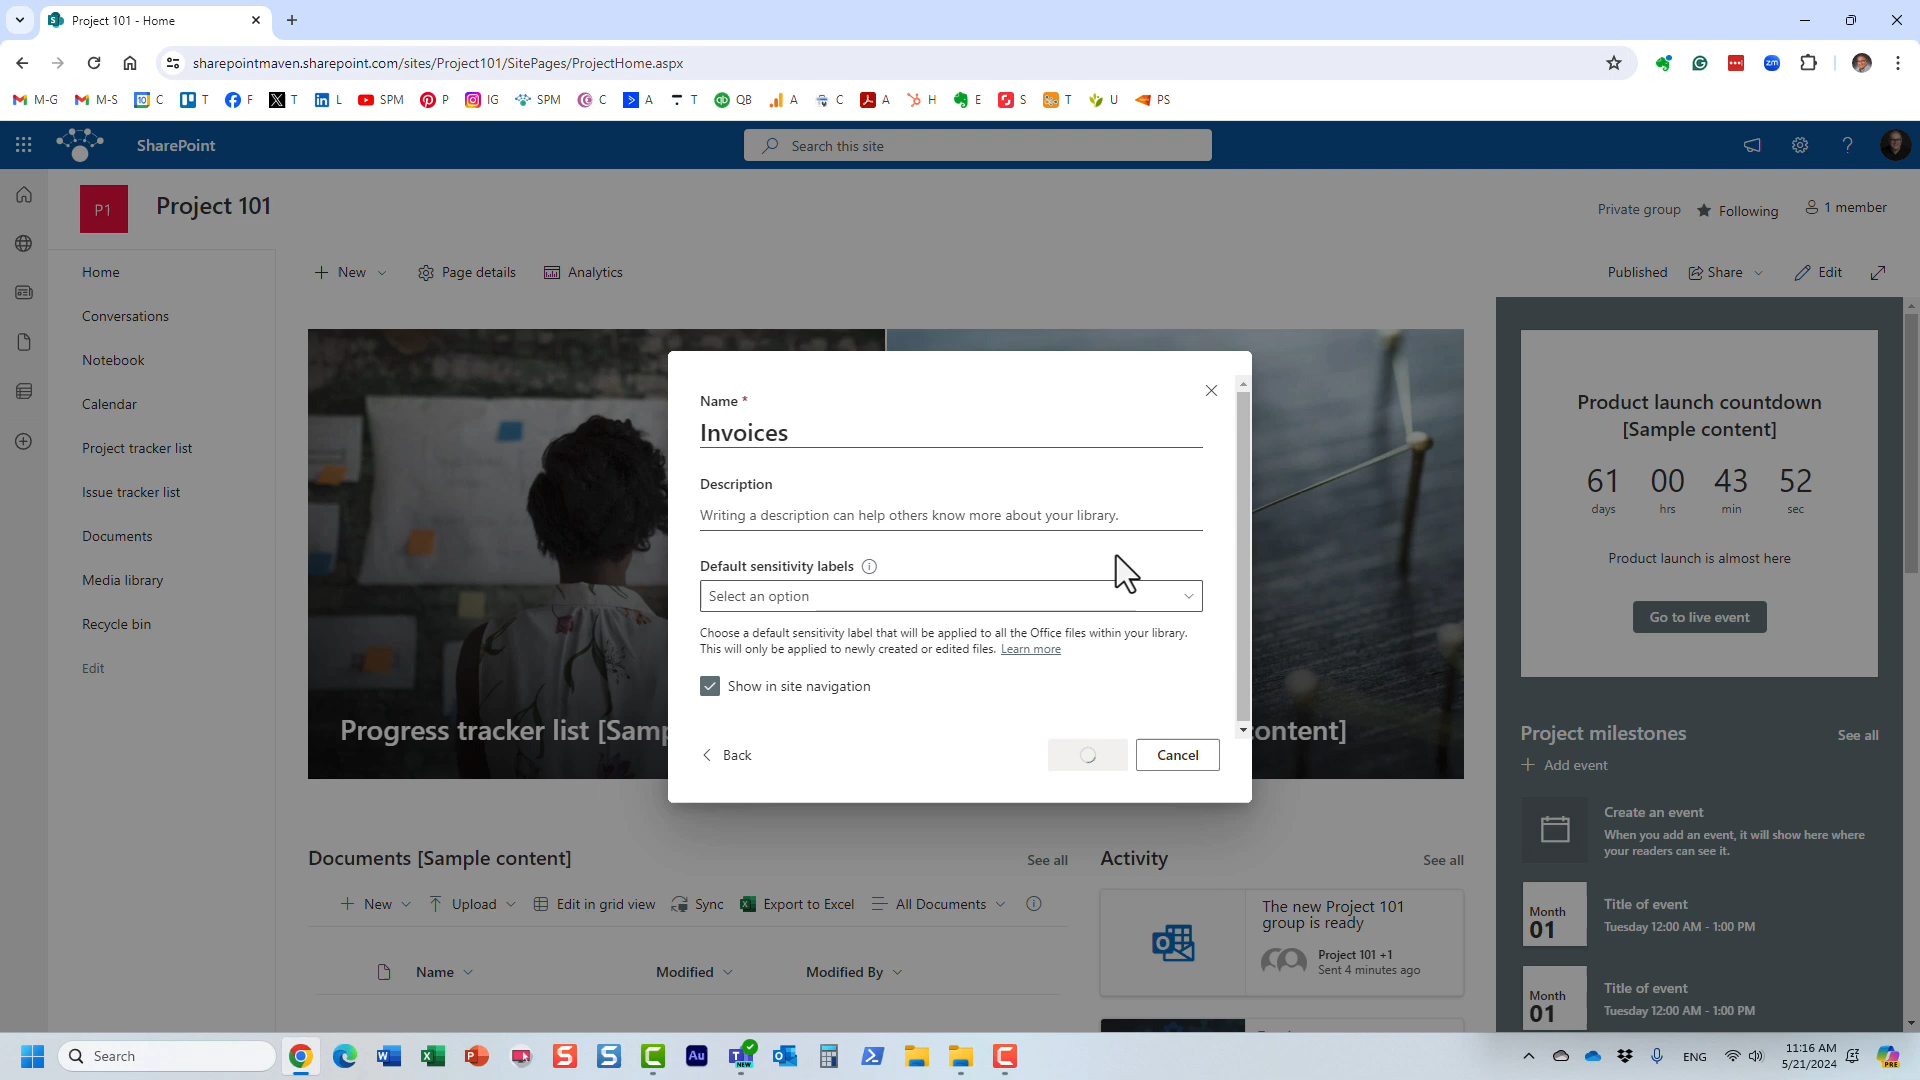 Project 101 - Home
sharepointmaven.sharepoint.com/sites/Project101/SitePages/ProjectHome.aspx
M-G
M-S
C
T
F
T
L
SPM
P
IG
SPM
C
A
T
QB
A
C
A
H
E
S
T
U
PS
SharePoint
Search this site
P1
Project 101
Private group
Following
1 member
Home
Conversations
Notebook
Calendar
Project tracker list
Issue tracker list
Documents
Media library
Recycle bin
Edit
New
Page details
Analytics
Published
Share
Edit
Name *
Invoices
Description
Writing a description can help others know more about your library.
Default sensitivity labels
Select an option
Choose a default sensitivity label that will be applied to all the Office files within your library.
This will only be applied to newly created or edited files. Learn more
Show in site navigation
Back
Cancel
Progress tracker list
Product launch countdown
[Sample content]
61 00 43 52
days hrs min sec
Product launch is almost here
Go to live event
Project milestones
See all
Add event
Create an event
When you add an event, it will show here where
your readers can see it.
Month
01
Title of event
Tuesday 12:00 AM - 1:00 PM
Month
01
Title of event
Tuesday 12:00 AM - 1:00 PM
Documents [Sample content]
See all
New
Upload
Edit in grid view
Sync
Export to Excel
All Documents
Name
Modified
Modified By
Activity
See all
The new Project 101
group is ready
Project 101 +1
Sent 4 minutes ago
Search
ENG
11:16 AM
5/21/2024